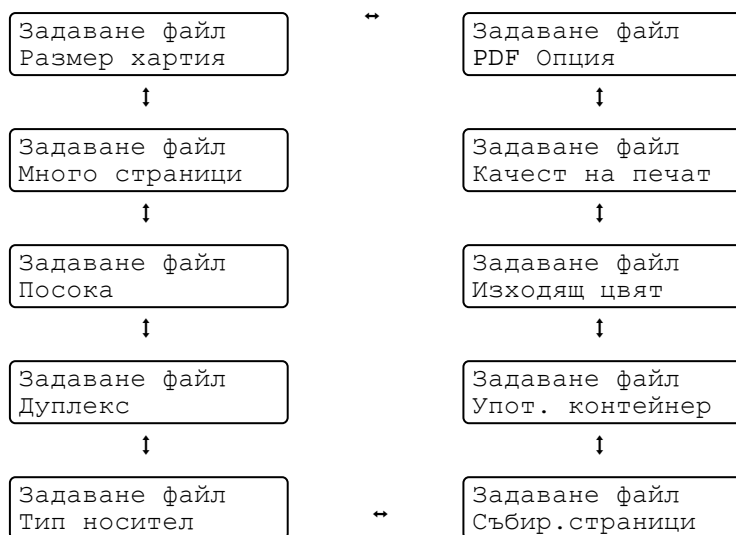 Задаване файл
Размер хартия
Задаване файл
PDF Опция
Задаване файл
Много страници
Задаване файл
Качест на печат
Задаване файл
Посока
Задаване файл
Изходящ цвят
Задаване файл
Дуплекс
Задаване файл
Упот. контейнер
Задаване файл
Тип носител
Задаване файл
Събир.страници